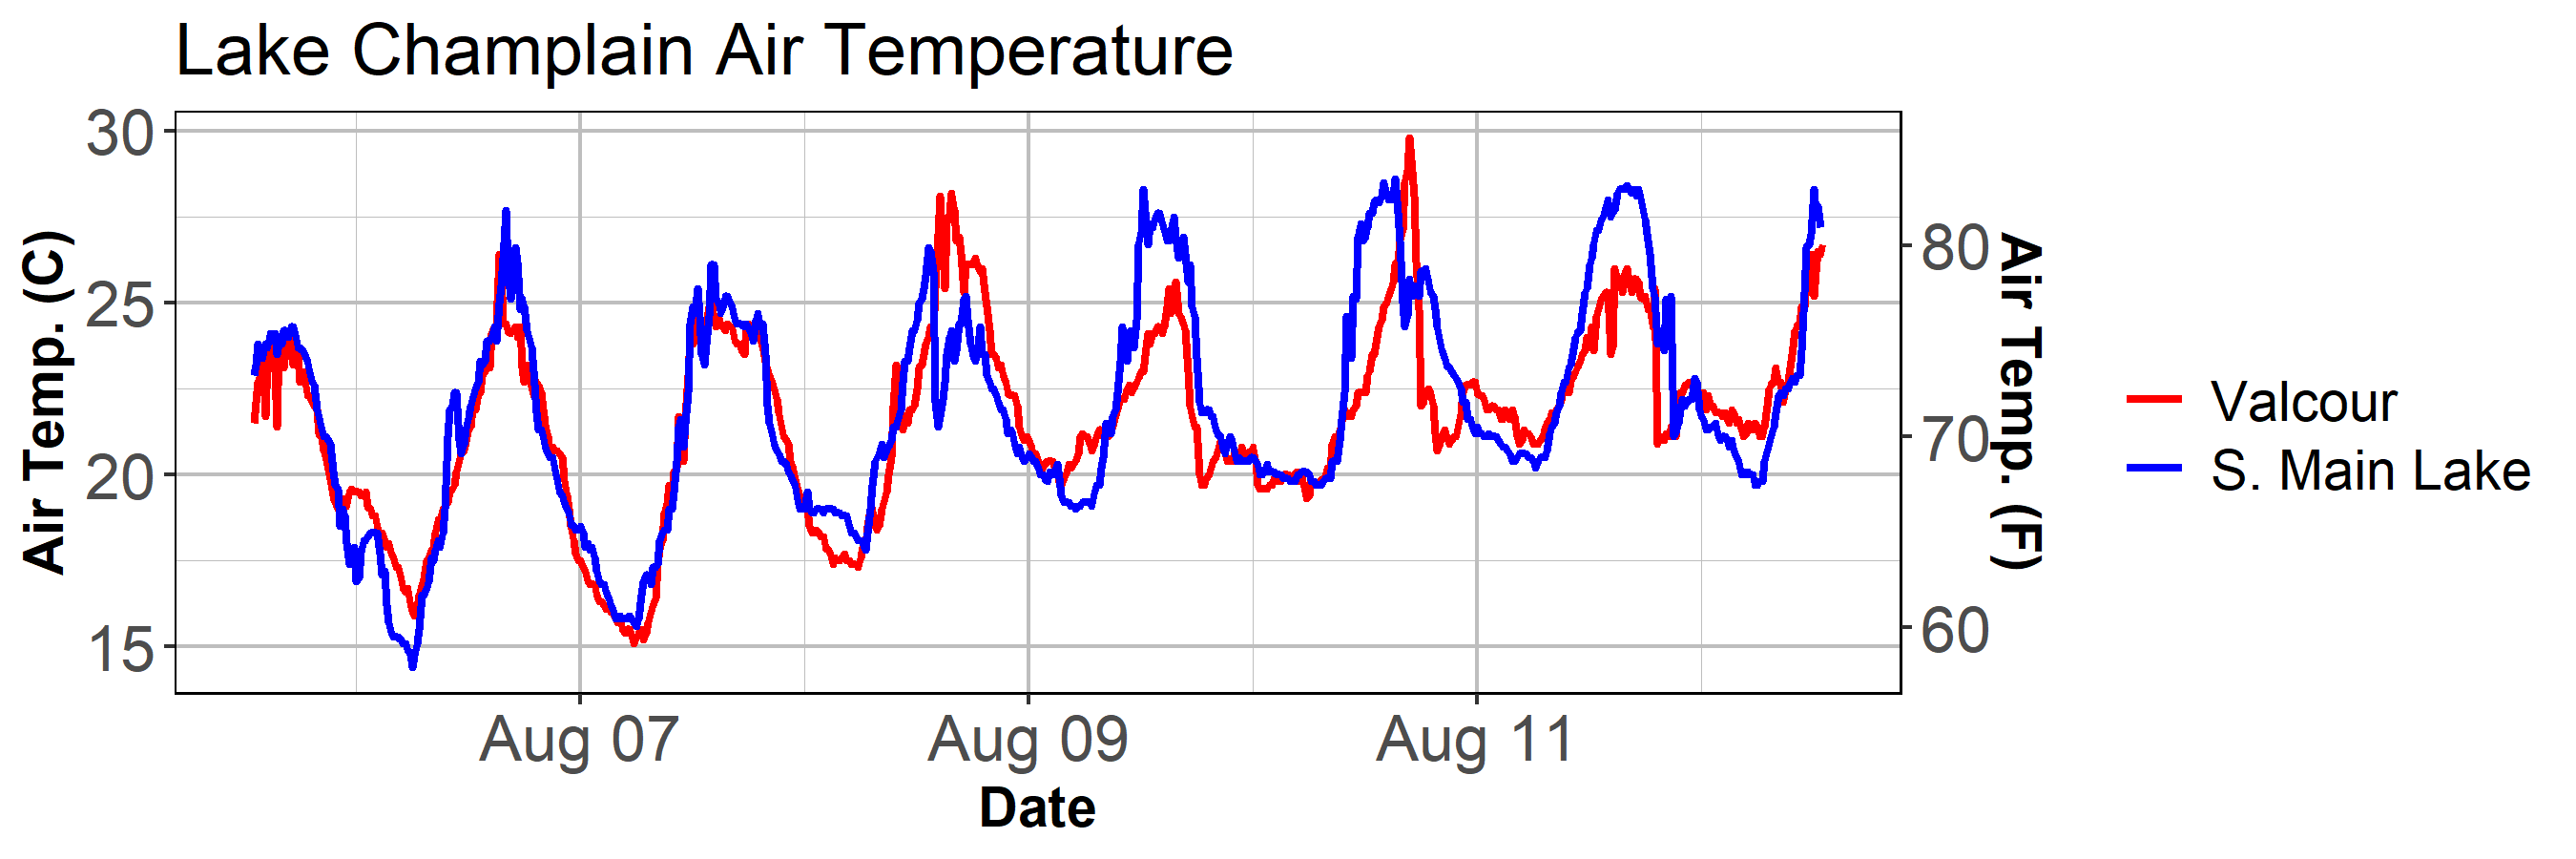 Lake Champlain Air Temperature
30
25
20
15
Air Temp. (C)
80
70
60
Air Temp. (F)
Aug 07
Aug 09
Aug 11
Date
Valcour
S. Main Lake